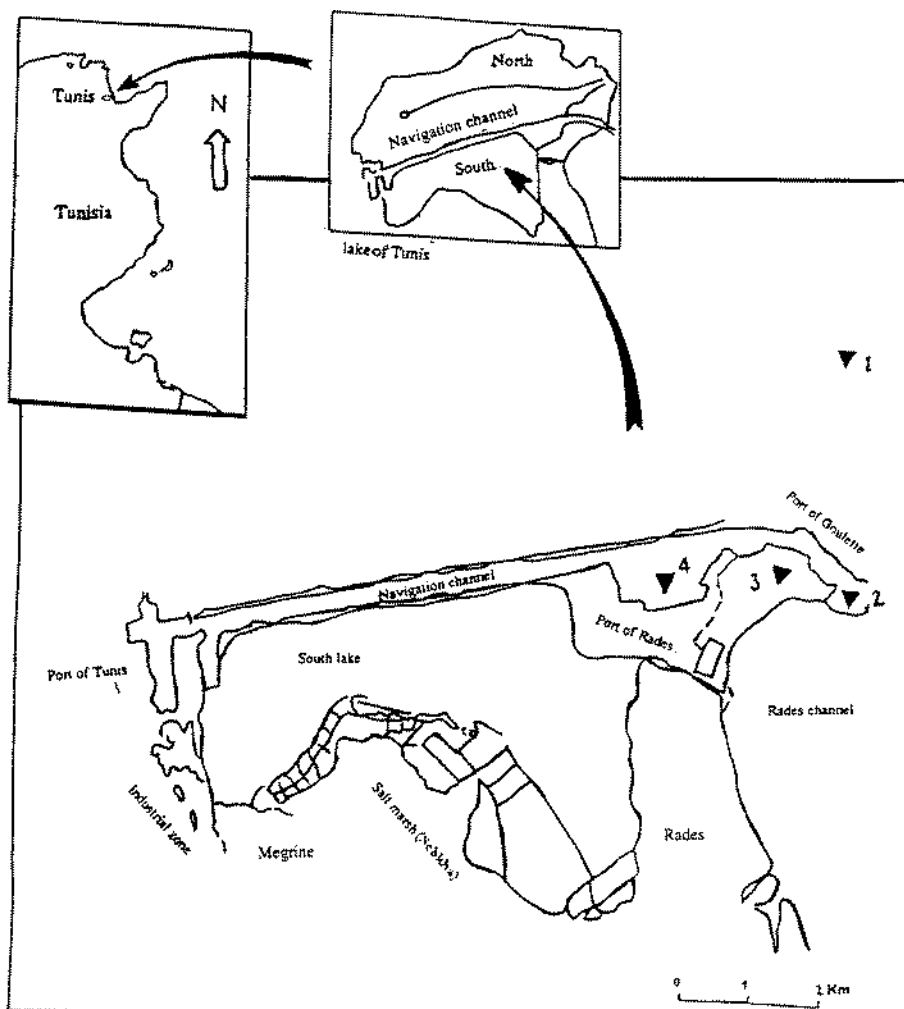 Tunis
N
Tunisia
North
Navigation channel
South
lake of Tunis
1
Port of Goulette
Navigation channel
4
3
2
Port of Rades
Port of Tunis
South lake
Rades channel
Industrial zone
Salt marsh
Megrine
Rades
0 1 2 Km